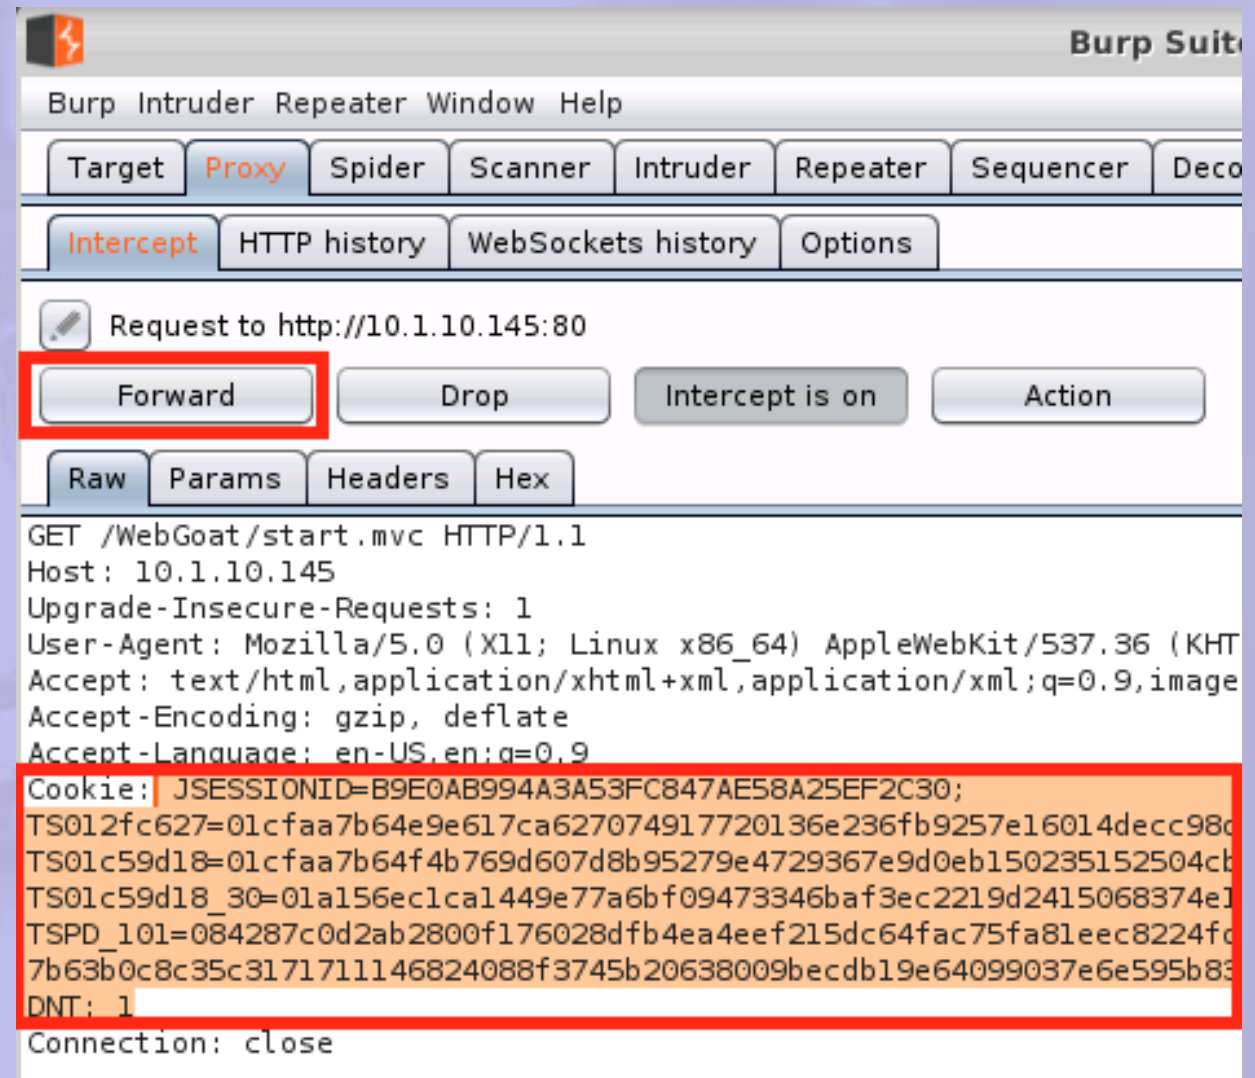 Burp Suit
Burp Intruder Repeater Window Help
Target Proxy Spider Scanner Intruder Repeater Sequencer Deco
Intercept HTTP history WebSockets history Options
Request to http://10.1.10.145:80
Forward Drop Intercept is on Action
Raw Params Headers Hex
GET /WebGoat/start.mvc HTTP/1.1
Host: 10.1.10.145
Upgrade-Insecure-Requests: 1
User-Agent: Mozilla/5.0 (X11; Linux x86_64) AppleWebKit/537.36 (KHT
Accept: text/html,application/xhtml+xml,application/xml;q=0.9,image
Accept-Encoding: gzip, deflate
Accept-Language: en-US,en;q=0.9
Cookie: JSESSIONID=B9E0AB994A3A53FC847AE58A25EF2C30;
TS012fc627=01cfaa7b64e9e617ca627074917720136e236fb9257e16014decc98d
TS01c59d18=01cfaa7b64f4b769d607d8b95279e4729367e9d0eb150235152504cb
TS01c59d18_30=01a156ec1ca1449e77a6bf09473346baf3ec2219d2415068374e1
TSPD_101=084287c0d2ab2800f176028dfb4ea4eef215dc64fac75fa81eec8224fd
7b63b0c8c35c3171711146824088f3745b20638009becdb19e64099037e6e595b83
DNT: 1
Connection: close